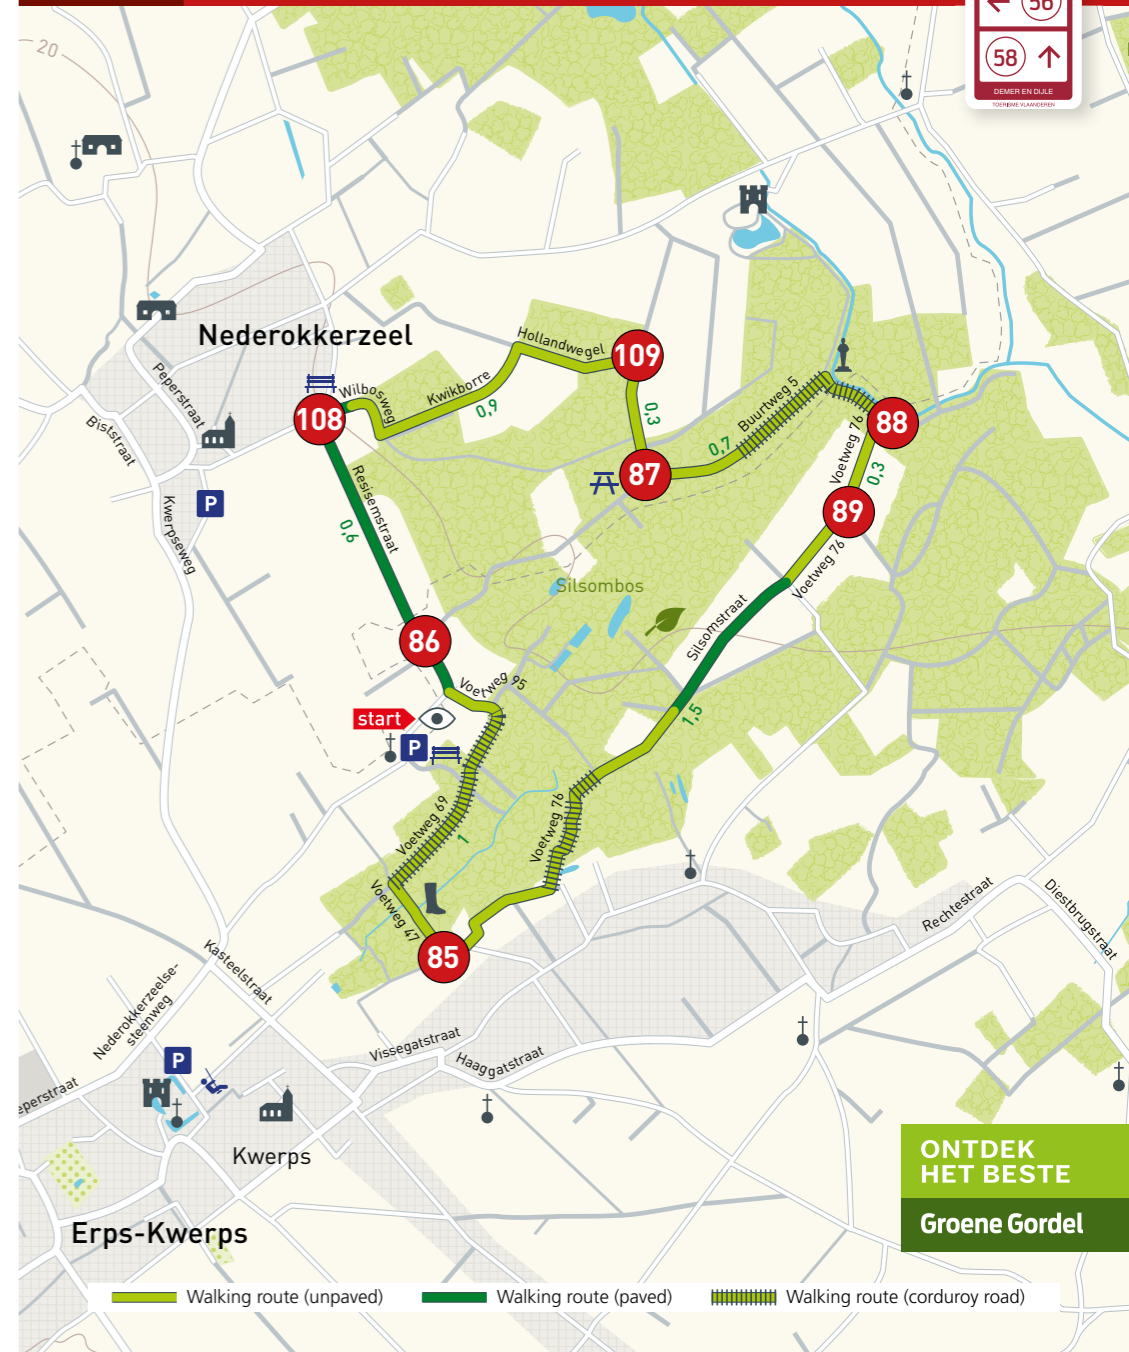 56
58
DEMER EN DIJLE
TOERISME VLAANDEREN
20
Nederokkerzeel
Peperstraat
Biststraat
P
Kwerpseweg
108
Wilbosweg
Kwikborre
0,9
Hollandwegel
109
0,3
87
0,7
Buurtweg 5
88
Voetweg 76
0,3
89
Voetweg 76
Resisemstraat
0,6
Silsombos
Silsomstraat
86
Voetweg 95
start
P
1,5
Voetweg 69
1
Voetweg 76
Voetweg 47
85
Rechtestraat
Diestbrugstraat
Kasteelstraat
Nederokkerzeelse-
steenweg
Vissegatstraat
Haaggatstraat
P
eperstraat
Kwerps
Erps-Kwerps
ONTDEK
HET BESTE
Groene Gordel
Walking route (unpaved)
Walking route (paved)
Walking route (corduroy road)